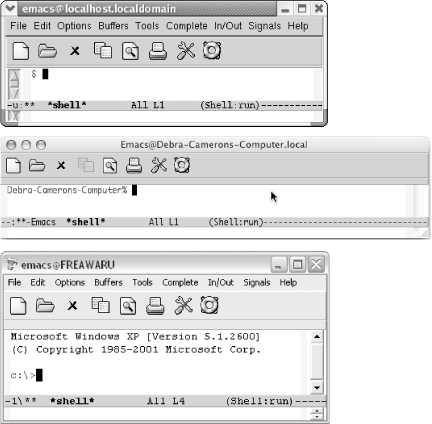 emacs@localhost.localdomain
File Edit Options Buffers Tools Complete In/Out Signals Help
$
-u:** *shell* All L1 (Shell:run)-----------
Emacs@Debra-Camerons-Computer.local
Debra-Camerons-Computer%
--:**-Emacs *shell* All L1 (Shell:run)------------------------------
emacs@FREAWARU
File Edit Options Buffers Tools Complete In/Out Signals Help
Microsoft Windows XP [Version 5.1.2600]
(C) Copyright 1985-2001 Microsoft Corp.
c:\>
-1\** *shell* All L4 (Shell:run)-----